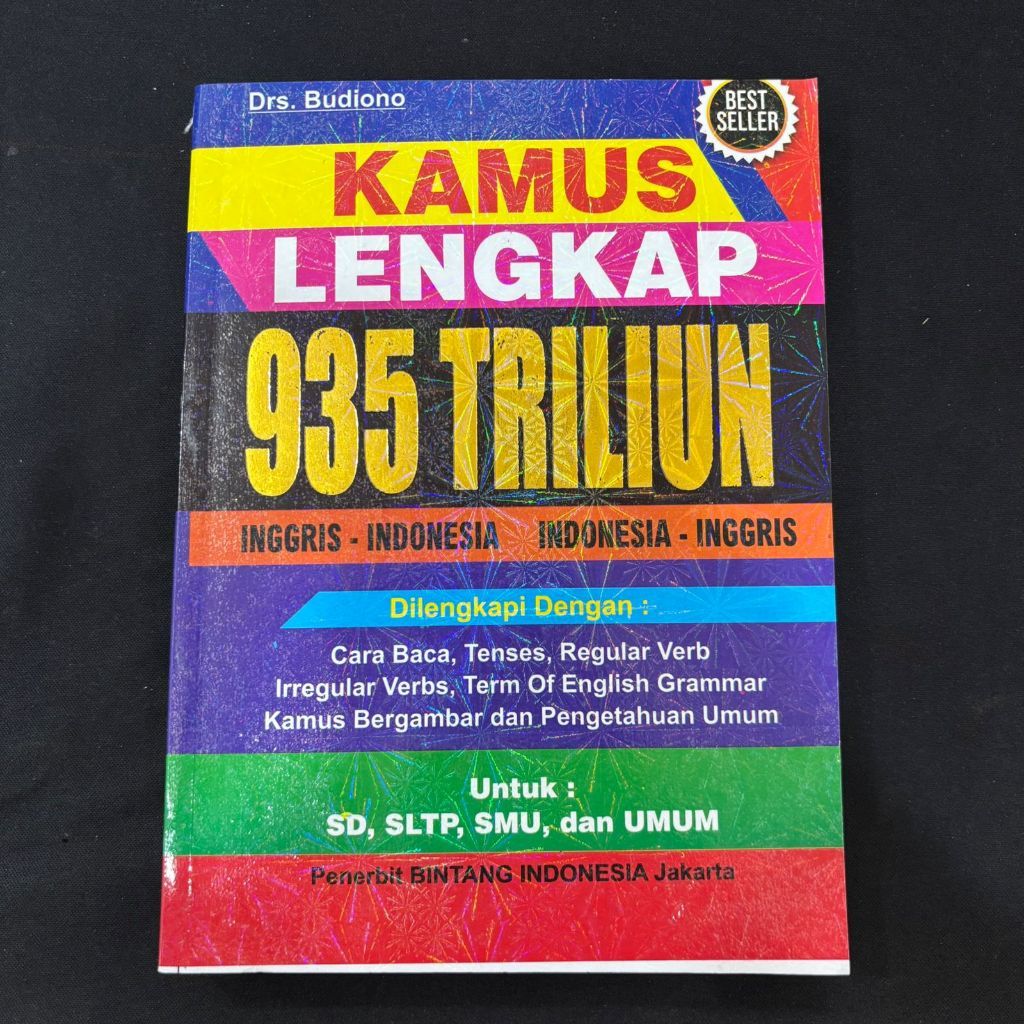 Drs. Budiono
BEST
SELLER
KAMUS
LENGKAP
935 TRILIUN
INGGRIS - INDONESIA INDONESIA - INGGRIS
Dilengkapi Dengan :
Cara Baca, Tenses, Regular Verb
Irregular Verbs, Term Of English Grammar
Kamus Bergambar dan Pengetahuan Umum
Untuk :
SD, SLTP, SMU, dan UMUM
Penerbit BINTANG INDONESIA Jakarta